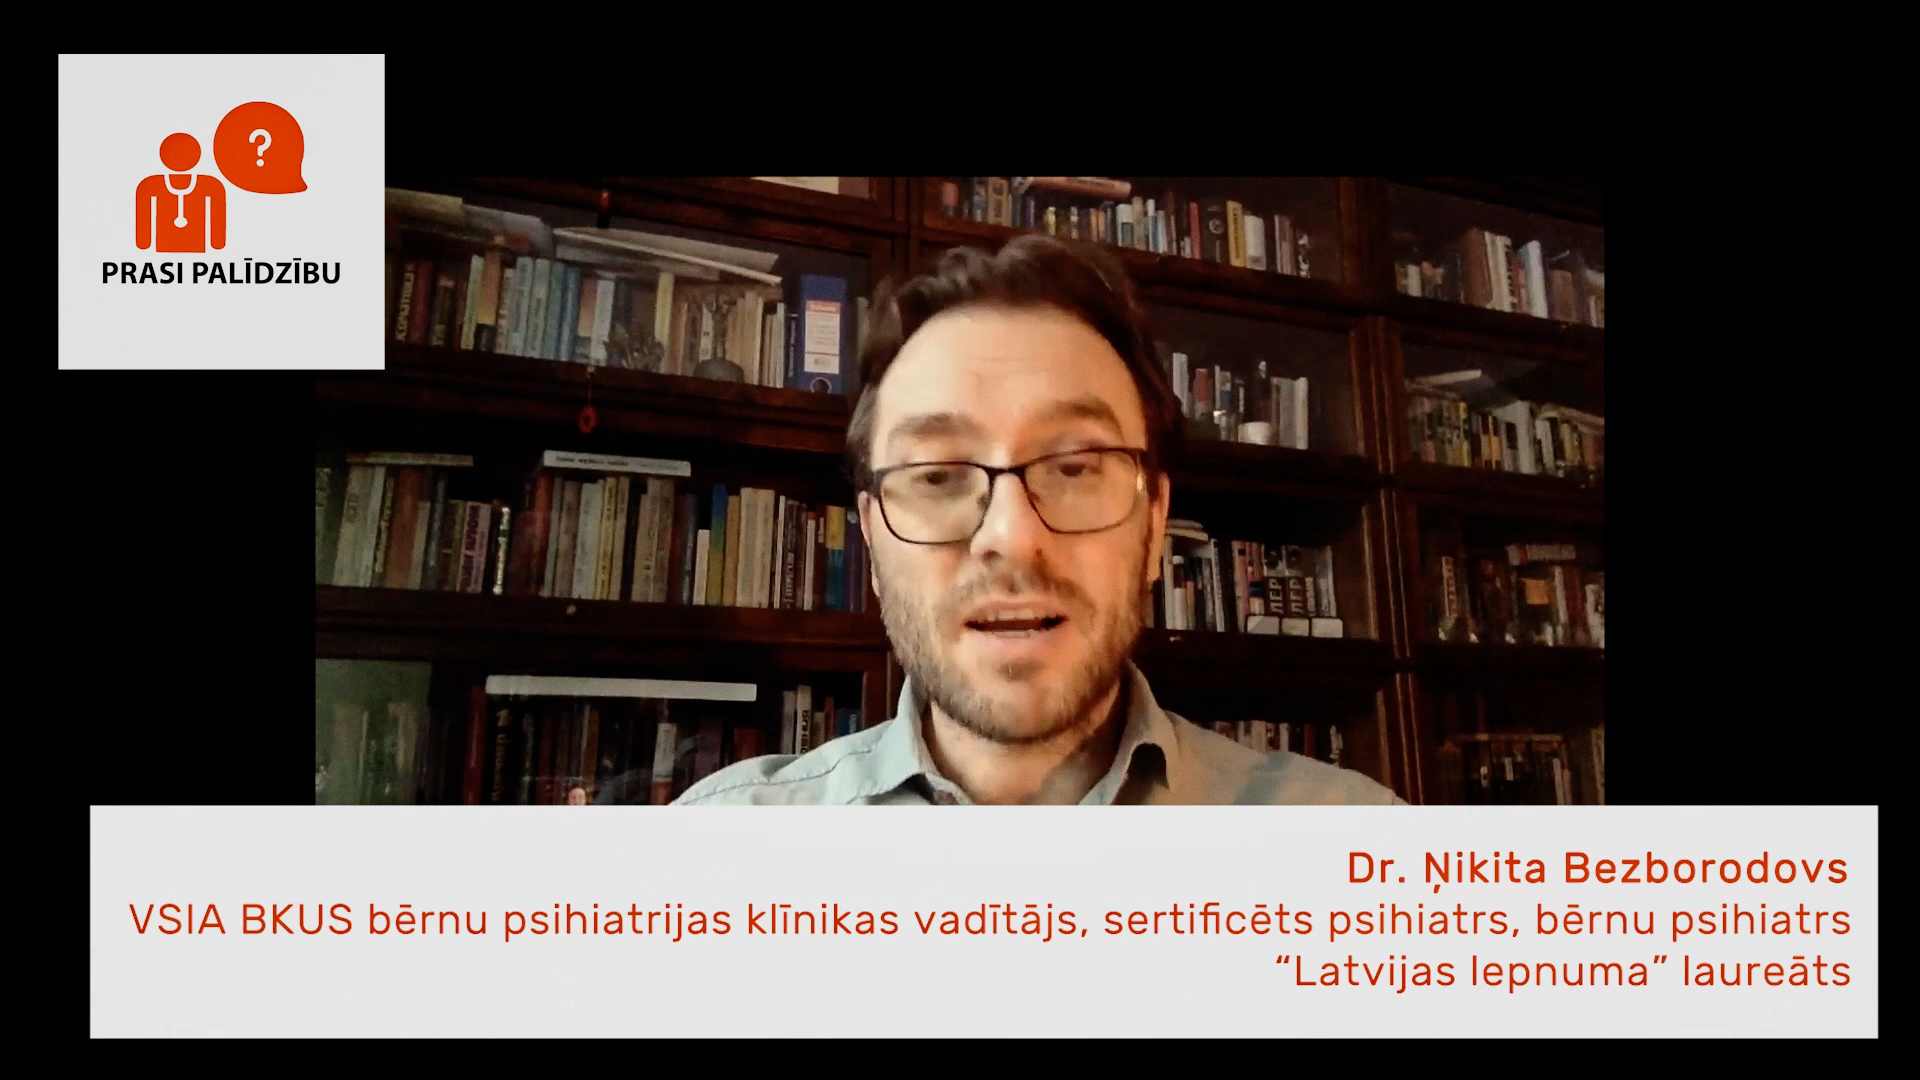 ?
PRASI PALĪDZĪBU
Dr. Ņikita Bezborodovs
VSIA BKUS bērnu psihiatrijas klīnikas vadītājs, sertificēts psihiatrs, bērnu psihiatrs
“Latvijas lepnuma” laureāts